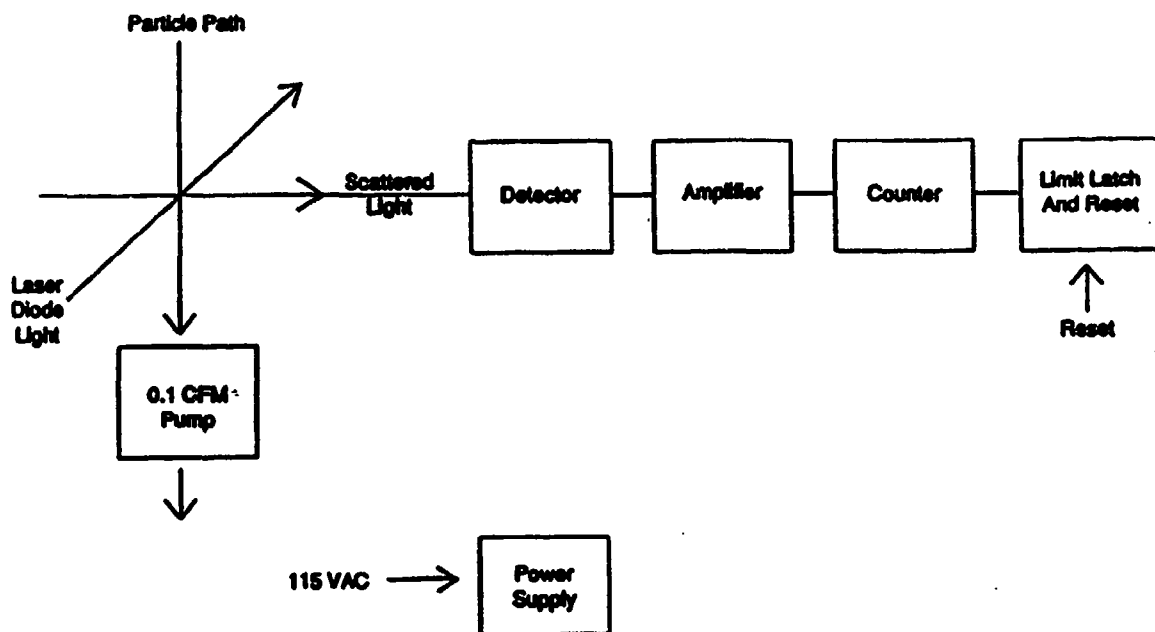 Particle Path
Scattered
Light
Detector
Amplifier
Counter
Limit Latch
And Reset
Laser
Diode
Light
Reset
0.1 CFM
Pump
115 VAC
Power
Supply